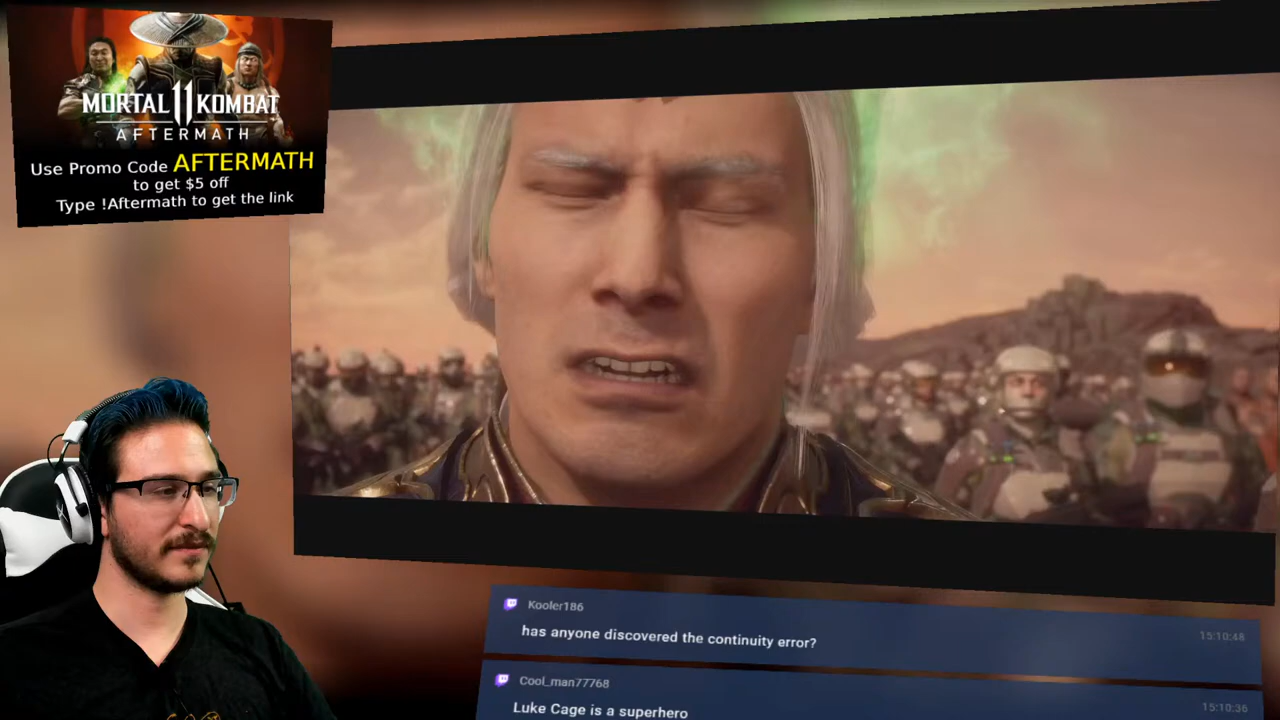 MORTAL 11 KOMBAT
AFTERMATH
Use Promo Code AFTERMATH
to get $5 off
Type !Aftermath to get the link
Kooler186
15:10:48
has anyone discovered the continuity error?
Cool_man77768
15:10:36
Luke Cage is a superhero